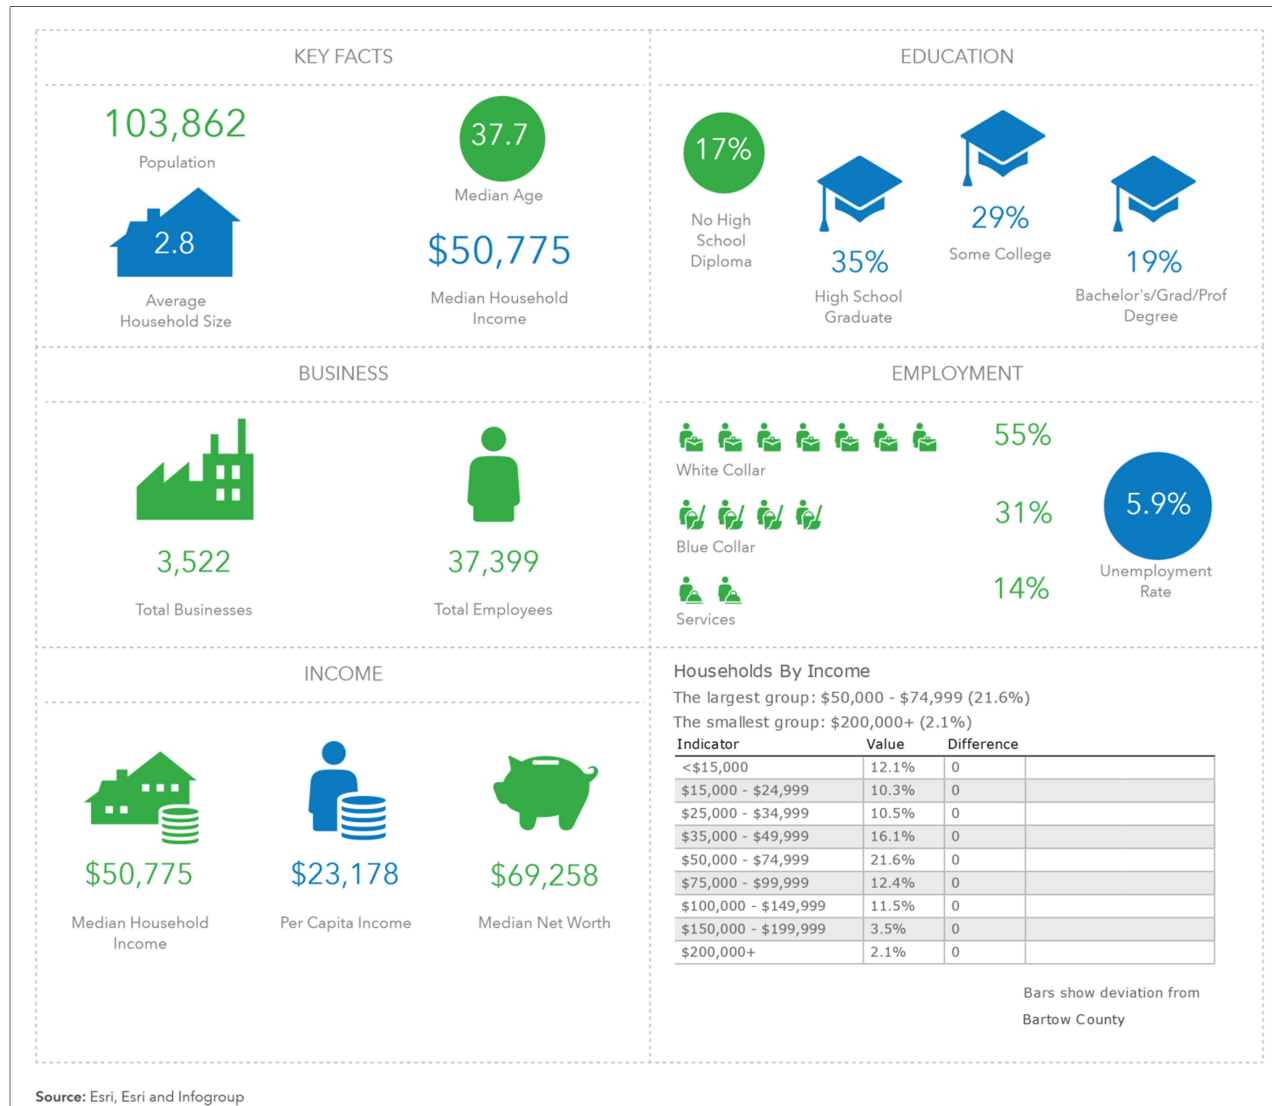 KEY FACTS
103,862
Population
37.7
Median Age
2.8
Average
Household Size
$50,775
Median Household
Income
EDUCATION
17%
No High
School
Diploma
35%
High School
Graduate
29%
Some College
19%
Bachelor's/Grad/Prof
Degree
BUSINESS
3,522
Total Businesses
37,399
Total Employees
EMPLOYMENT
55%
White Collar
31%
Blue Collar
14%
Services
5.9%
Unemployment
Rate
INCOME
$50,775
Median Household
Income
$23,178
Per Capita Income
$69,258
Median Net Worth
Households By Income
The largest group: $50,000 - $74,999 (21.6%)
The smallest group: $200,000+ (2.1%)
Indicator Value Difference
<$15,000 12.1% 0
$15,000 - $24,999 10.3% 0
$25,000 - $34,999 10.5% 0
$35,000 - $49,999 16.1% 0
$50,000 - $74,999 21.6% 0
$75,000 - $99,999 12.4% 0
$100,000 - $149,999 11.5% 0
$150,000 - $199,999 3.5% 0
$200,000+ 2.1% 0
Bars show deviation from
Bartow County
Source: Esri, Esri and Infogroup